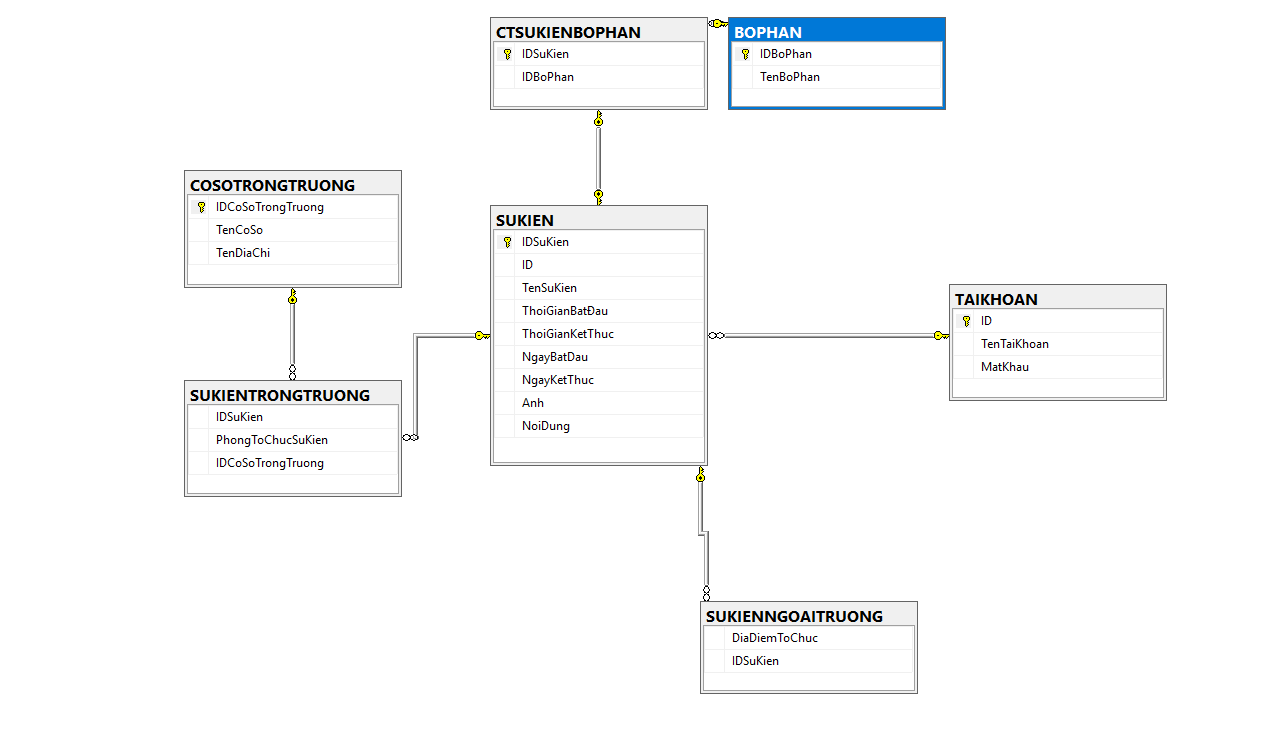 CTSUKIENBOPHAN
IDSuKien
IDBoPhan
BOPHAN
IDBoPhan
TenBoPhan
COSOTRONGTRUONG
IDCoSoTrongTruong
TenCoSo
TenDiaChi
SUKIEN
IDSuKien
ID
TenSuKien
ThoiGianBatĐau
ThoiGianKetThuc
NgayBatDau
NgayKetThuc
Anh
NoiDung
TAIKHOAN
ID
TenTaiKhoan
MatKhau
SUKIENTRONGTRUONG
IDSuKien
PhongToChucSuKien
IDCoSoTrongTruong
SUKIENNGOAITRUONG
DiaDiemToChuc
IDSuKien